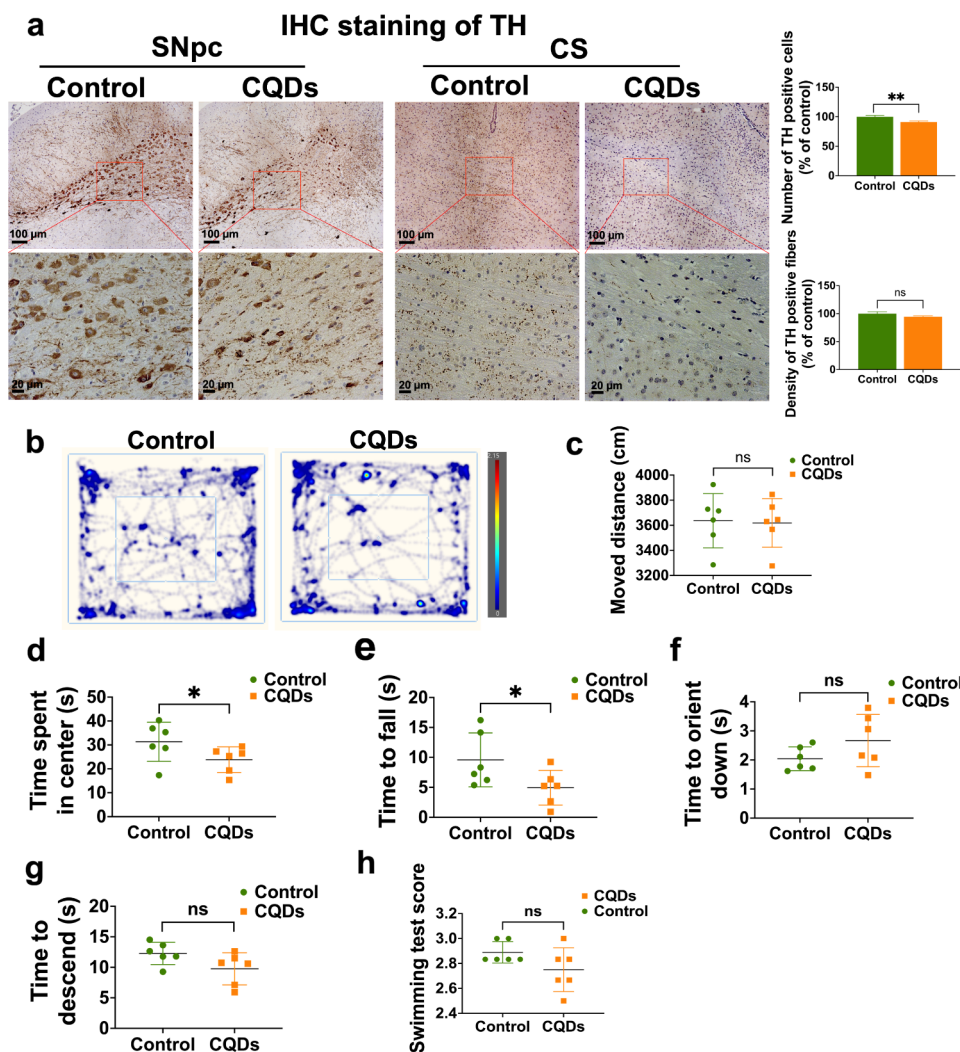 a
IHC staining of TH
SNpc
CS
Control
CQDs
Control
CQDs
100 µm
100 µm
100 µm
100 µm
20 µm
20 µm
20 µm
20 µm
Number of TH positive cells
(% of control)
150
100
50
0
**
Control
CQDs
Density of TH positive fibers
(% of control)
150
100
50
0
ns
Control
CQDs
b
Control
CQDs
2.15
0
c
Moved distance (cm)
4000
3800
3600
3400
3200
ns
Control
CQDs
Control
CQDs
d
Time spent
in center (s)
50
40
30
20
10
0
*
Control
CQDs
Control
CQDs
e
Time to fall (s)
20
15
10
5
0
*
Control
CQDs
Control
CQDs
f
Time to orient
down (s)
4
3
2
1
0
ns
Control
CQDs
Control
CQDs
g
Time to
descend (s)
20
15
10
5
0
ns
Control
CQDs
Control
CQDs
h
Swimming test score
3.2
3.0
2.8
2.6
2.4
ns
CQDs
Control
Control
CQDs